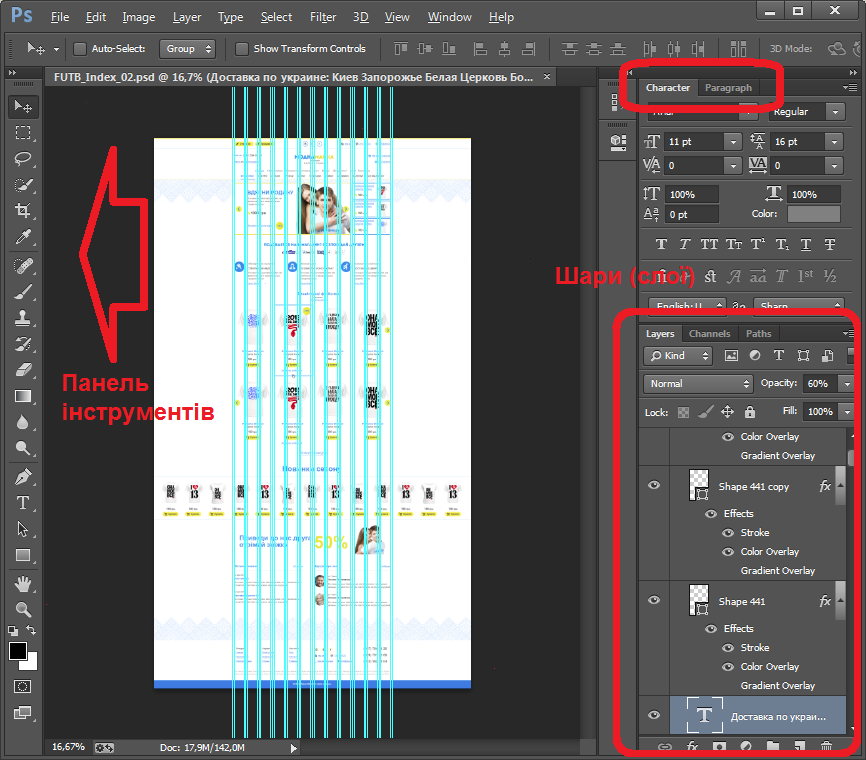 Ps File Edit Image Layer Type Select Filter 3D View Window Help
Auto-Select: Group Show Transform Controls 3D Mode:
FUTB_Index_02.psd @ 16,7% (Доставка по украине: Киев Запорожье Белая Церковь Бо... ×
Character Paragraph
Regular
11 pt 16 pt
0 0
100% 100%
0 pt Color:
Шари (слої)
English: U... Sharp
Layers Channels Paths
Kind
Normal Opacity: 60%
Lock: Fill: 100%
Color Overlay
Gradient Overlay
Shape 441 copy fx
Effects
Stroke
Color Overlay
Gradient Overlay
Shape 441 fx
Effects
Stroke
Color Overlay
Gradient Overlay
Доставка по украи...
Панель
інструментів
50%
16,67% Doc: 17,9M/142,0M